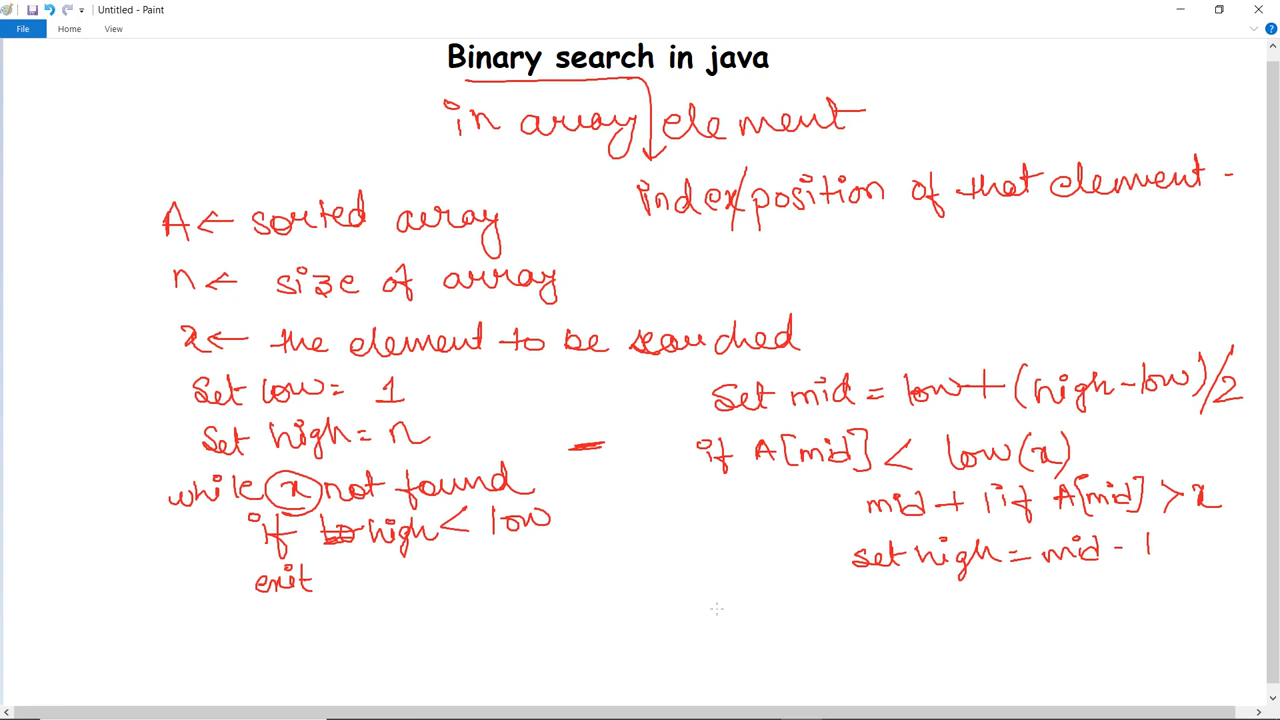 Untitled - Paint
File Home View
Binary search in java
in array element
index/position of that element -
A ← sorted array
n ← size of array
x ← the element to be searched
Set low = 1
Set high = n
while x not found
if high < low
exit
Set mid = low + (high - low)/2
if A[mid] < low(x)
mid + 1 if A[mid] > x
set high = mid - 1